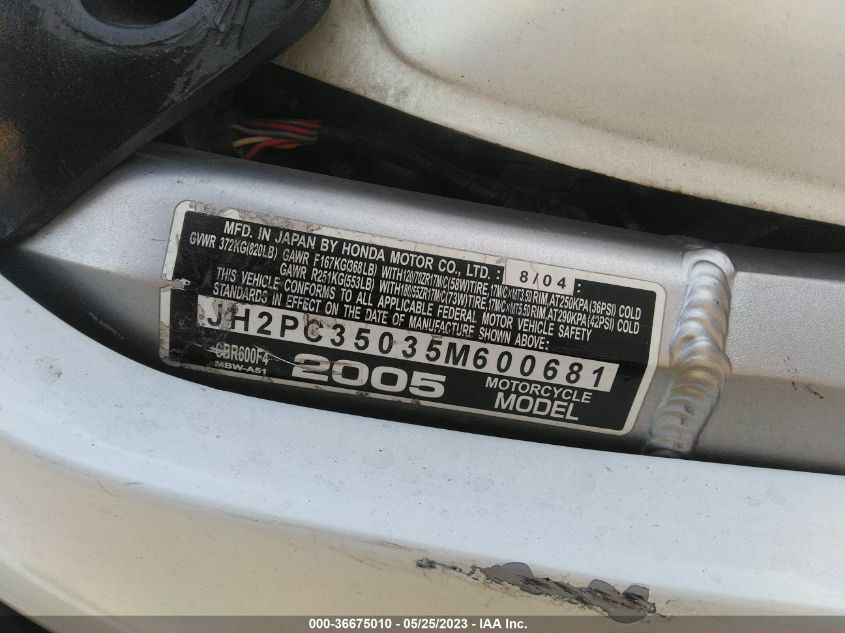 MFD. IN JAPAN BY HONDA MOTOR CO., LTD.: 8/04 :
GVWR 372KG(820LB) GAWR F167KG(368LB) WITH120/70ZR17M/C(58W)TIRE,17M/C×MT3.50 RIM,AT250KPA(36PSI) COLD
GAWR R251KG(553LB) WITH180/55ZR17M/C(73W)TIRE,17M/C×MT5.50 RIM,AT290KPA(42PSI) COLD
THIS VEHICLE CONFORMS TO ALL APPLICABLE FEDERAL MOTOR VEHICLE SAFETY
STANDARDS IN EFFECT ON THE DATE OF MANUFACTURE SHOWN ABOVE:
JH2PC35035M600681
CBR600F4
MBW-A51
2005 MOTORCYCLE
MODEL
000-36675010 - 05/25/2023 - IAA Inc.